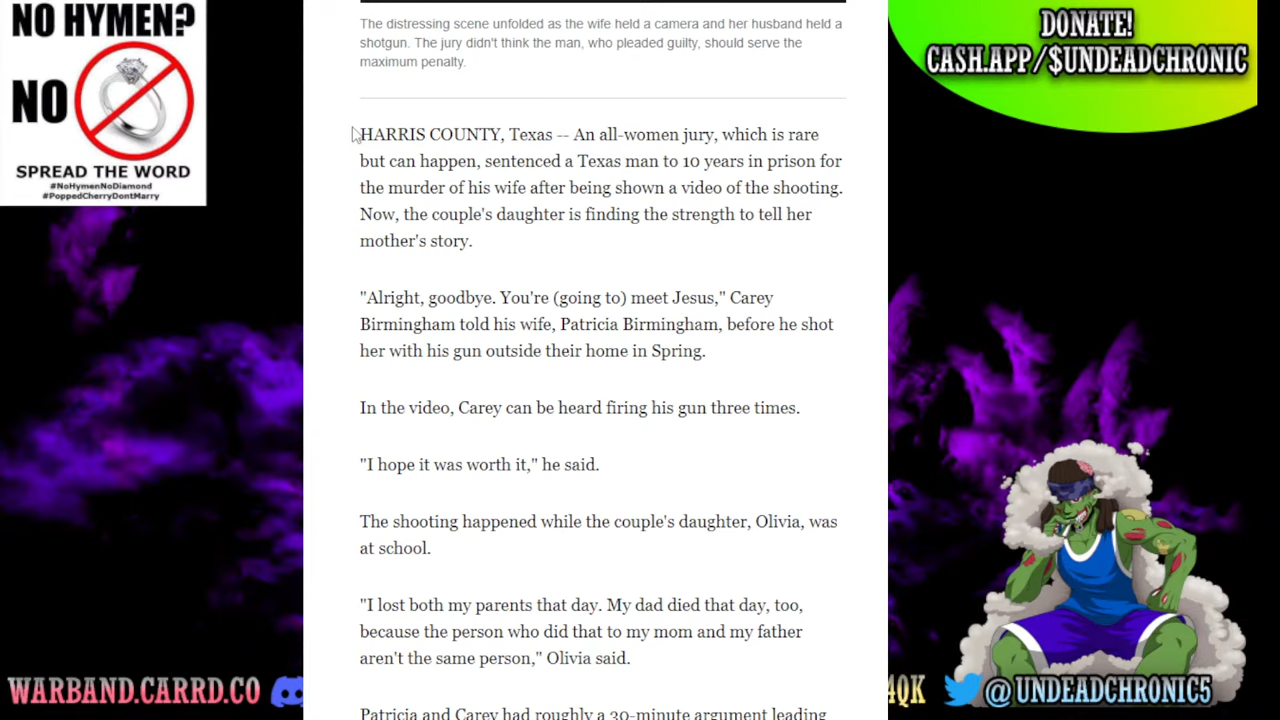 NO HYMEN?
NO
SPREAD THE WORD
#NoHymenNoDiamond
#PoppedCherryDontMarry
The distressing scene unfolded as the wife held a camera and her husband held a
shotgun. The jury didn't think the man, who pleaded guilty, should serve the
maximum penalty.
HARRIS COUNTY, Texas -- An all-women jury, which is rare
but can happen, sentenced a Texas man to 10 years in prison for
the murder of his wife after being shown a video of the shooting.
Now, the couple's daughter is finding the strength to tell her
mother's story.
"Alright, goodbye. You're (going to) meet Jesus," Carey
Birmingham told his wife, Patricia Birmingham, before he shot
her with his gun outside their home in Spring.
In the video, Carey can be heard firing his gun three times.
"I hope it was worth it," he said.
The shooting happened while the couple's daughter, Olivia, was
at school.
"I lost both my parents that day. My dad died that day, too,
because the person who did that to my mom and my father
aren't the same person," Olivia said.
Patricia and Carey had roughly a 30-minute argument leading
DONATE!
CASH.APP/$UNDEADCHRONIC
WARBAND.CARRD.CO
4QK
@UNDEADCHRONIC5